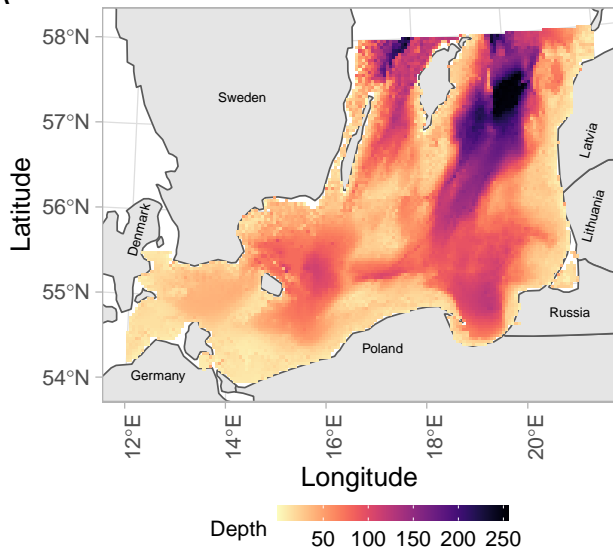 58°N
57°N
56°N
55°N
54°N
Latitude
Sweden
Denmark
Germany
Poland
Russia
Lithuania
Latvia
12°E
14°E
16°E
18°E
20°E
Longitude
Depth
50 100 150 200 250